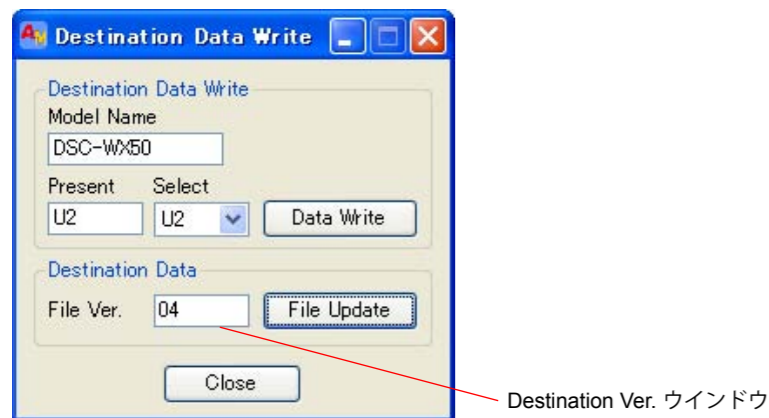 Destination Data Write
Destination Data Write
Model Name
DSC-WX50
Present Select
U2 U2 Data Write
Destination Data
File Ver. 04 File Update
Close
Destination Ver. ウインドウ